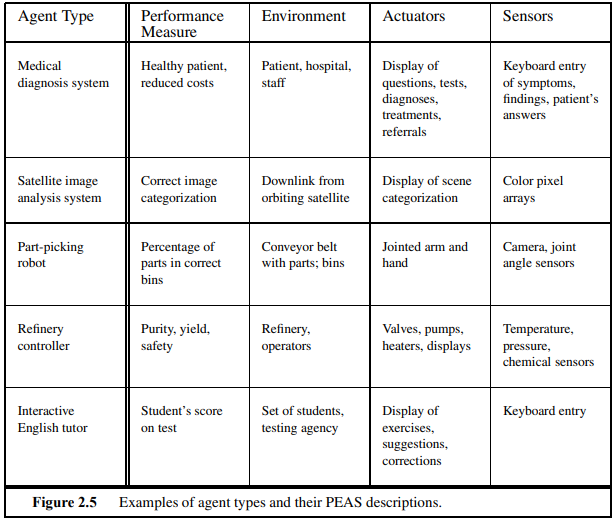 Agent Type
Performance
Measure
Environment
Actuators
Sensors
Medical
diagnosis system
Healthy patient,
reduced costs
Patient, hospital,
staff
Display of
questions, tests,
diagnoses,
treatments,
referrals
Keyboard entry
of symptoms,
findings, patient's
answers
Satellite image
analysis system
Correct image
categorization
Downlink from
orbiting satellite
Display of scene
categorization
Color pixel
arrays
Part-picking
robot
Percentage of
parts in correct
bins
Conveyor belt
with parts; bins
Jointed arm and
hand
Camera, joint
angle sensors
Refinery
controller
Purity, yield,
safety
Refinery,
operators
Valves, pumps,
heaters, displays
Temperature,
pressure,
chemical sensors
Interactive
English tutor
Student's score
on test
Set of students,
testing agency
Display of
exercises,
suggestions,
corrections
Keyboard entry
Figure 2.5 Examples of agent types and their PEAS descriptions.